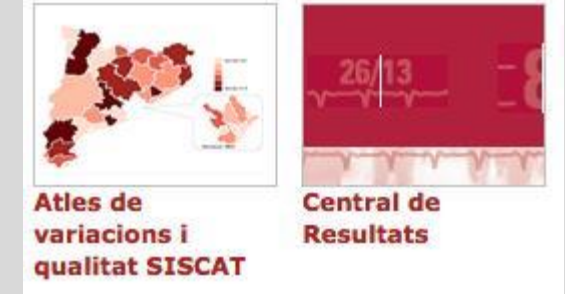 26/13
Atles de
variacions i
qualitat SISCAT
Central de
Resultats